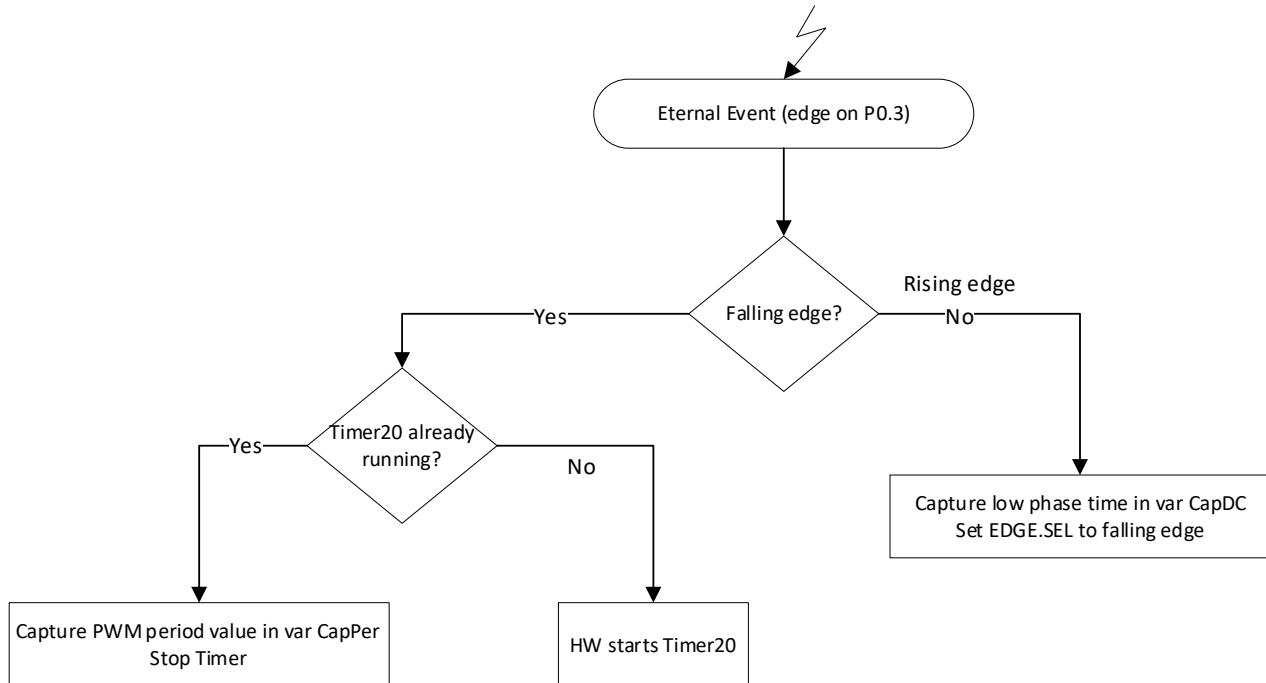 Eternal Event (edge on P0.3)
Falling edge?
Rising edge
Yes
No
Timer20 already
running?
Yes
No
Capture low phase time in var CapDC
Set EDGE.SEL to falling edge
Capture PWM period value in var CapPer
Stop Timer
HW starts Timer20